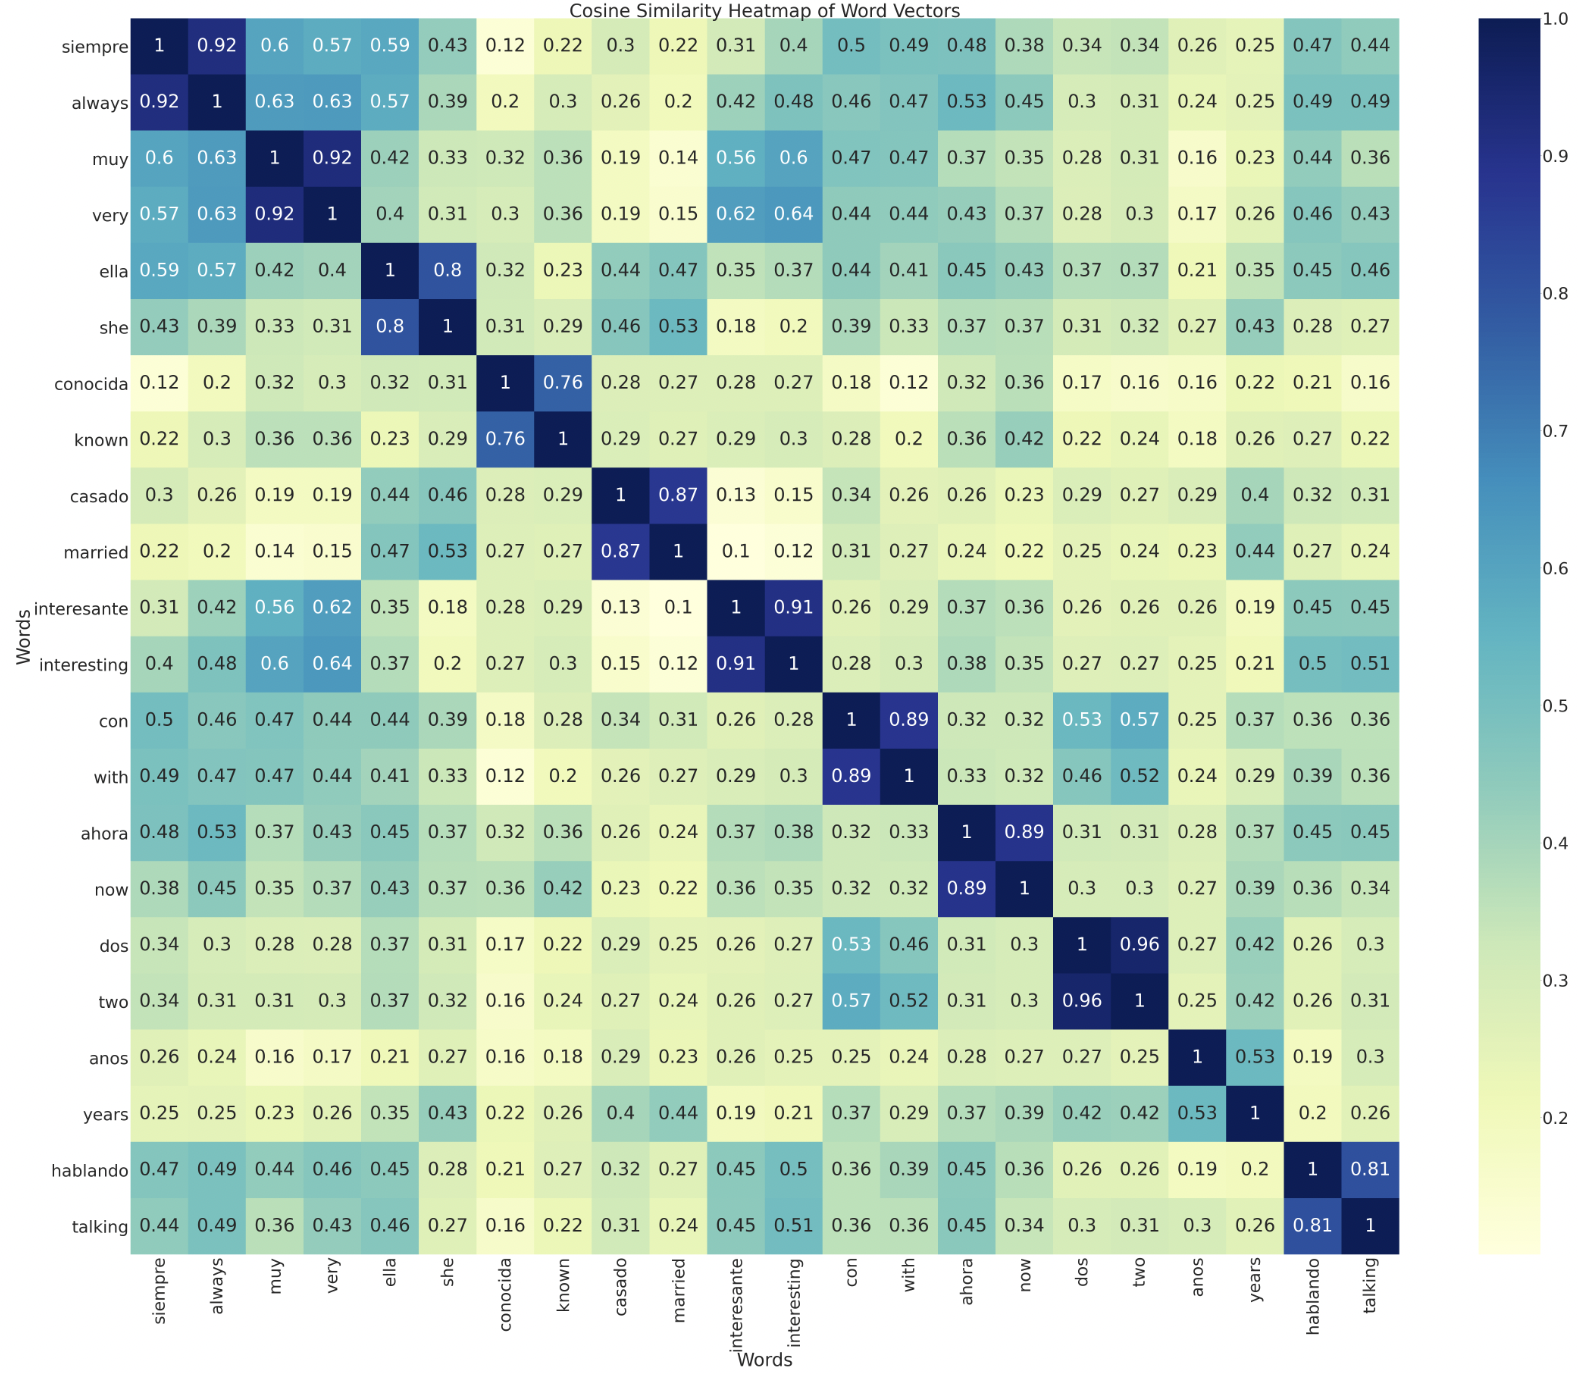 Cosine Similarity Heatmap of Word Vectors
siempre 1 0.92 0.6 0.57 0.59 0.43 0.12 0.22 0.3 0.22 0.31 0.4 0.5 0.49 0.48 0.38 0.34 0.34 0.26 0.25 0.47 0.44
always 0.92 1 0.63 0.63 0.57 0.39 0.2 0.3 0.26 0.2 0.42 0.48 0.46 0.47 0.53 0.45 0.3 0.31 0.24 0.25 0.49 0.49
muy 0.6 0.63 1 0.92 0.42 0.33 0.32 0.36 0.19 0.14 0.56 0.6 0.47 0.47 0.37 0.35 0.28 0.31 0.16 0.23 0.44 0.36
very 0.57 0.63 0.92 1 0.4 0.31 0.3 0.36 0.19 0.15 0.62 0.64 0.44 0.44 0.43 0.37 0.28 0.3 0.17 0.26 0.46 0.43
ella 0.59 0.57 0.42 0.4 1 0.8 0.32 0.23 0.44 0.47 0.35 0.37 0.44 0.41 0.45 0.43 0.37 0.37 0.21 0.35 0.45 0.46
she 0.43 0.39 0.33 0.31 0.8 1 0.31 0.29 0.46 0.53 0.18 0.2 0.39 0.33 0.37 0.37 0.31 0.32 0.27 0.43 0.28 0.27
conocida 0.12 0.2 0.32 0.3 0.32 0.31 1 0.76 0.28 0.27 0.28 0.27 0.18 0.12 0.32 0.36 0.17 0.16 0.16 0.22 0.21 0.16
known 0.22 0.3 0.36 0.36 0.23 0.29 0.76 1 0.29 0.27 0.29 0.3 0.28 0.2 0.36 0.42 0.22 0.24 0.18 0.26 0.27 0.22
casado 0.3 0.26 0.19 0.19 0.44 0.46 0.28 0.29 1 0.87 0.13 0.15 0.34 0.26 0.26 0.23 0.29 0.27 0.29 0.4 0.32 0.31
married 0.22 0.2 0.14 0.15 0.47 0.53 0.27 0.27 0.87 1 0.1 0.12 0.31 0.27 0.24 0.22 0.25 0.24 0.23 0.44 0.27 0.24
interesante 0.31 0.42 0.56 0.62 0.35 0.18 0.28 0.29 0.13 0.1 1 0.91 0.26 0.29 0.37 0.36 0.26 0.26 0.26 0.19 0.45 0.45
interesting 0.4 0.48 0.6 0.64 0.37 0.2 0.27 0.3 0.15 0.12 0.91 1 0.28 0.3 0.38 0.35 0.27 0.27 0.25 0.21 0.5 0.51
con 0.5 0.46 0.47 0.44 0.44 0.39 0.18 0.28 0.34 0.31 0.26 0.28 1 0.89 0.32 0.32 0.53 0.57 0.25 0.37 0.36 0.36
with 0.49 0.47 0.47 0.44 0.41 0.33 0.12 0.2 0.26 0.27 0.29 0.3 0.89 1 0.33 0.32 0.46 0.52 0.24 0.29 0.39 0.36
ahora 0.48 0.53 0.37 0.43 0.45 0.37 0.32 0.36 0.26 0.24 0.37 0.38 0.32 0.33 1 0.89 0.31 0.31 0.28 0.37 0.45 0.45
now 0.38 0.45 0.35 0.37 0.43 0.37 0.36 0.42 0.23 0.22 0.36 0.35 0.32 0.32 0.89 1 0.3 0.3 0.27 0.39 0.36 0.34
dos 0.34 0.3 0.28 0.28 0.37 0.31 0.17 0.22 0.29 0.25 0.26 0.27 0.53 0.46 0.31 0.3 1 0.96 0.27 0.42 0.26 0.3
two 0.34 0.31 0.31 0.3 0.37 0.32 0.16 0.24 0.27 0.24 0.26 0.27 0.57 0.52 0.31 0.3 0.96 1 0.25 0.42 0.26 0.31
anos 0.26 0.24 0.16 0.17 0.21 0.27 0.16 0.18 0.29 0.23 0.26 0.25 0.25 0.24 0.28 0.27 0.27 0.25 1 0.53 0.19 0.3
years 0.25 0.25 0.23 0.26 0.35 0.43 0.22 0.26 0.4 0.44 0.19 0.21 0.37 0.29 0.37 0.39 0.42 0.42 0.53 1 0.2 0.26
hablando 0.47 0.49 0.44 0.46 0.45 0.28 0.21 0.27 0.32 0.27 0.45 0.5 0.36 0.39 0.45 0.36 0.26 0.26 0.19 0.2 1 0.81
talking 0.44 0.49 0.36 0.43 0.46 0.27 0.16 0.22 0.31 0.24 0.45 0.51 0.36 0.36 0.45 0.34 0.3 0.31 0.3 0.26 0.81 1
siempre always muy very ella she conocida known casado married interesante interesting con with ahora now dos two anos years hablando talking
Words
Words
1.0
0.9
0.8
0.7
0.6
0.5
0.4
0.3
0.2